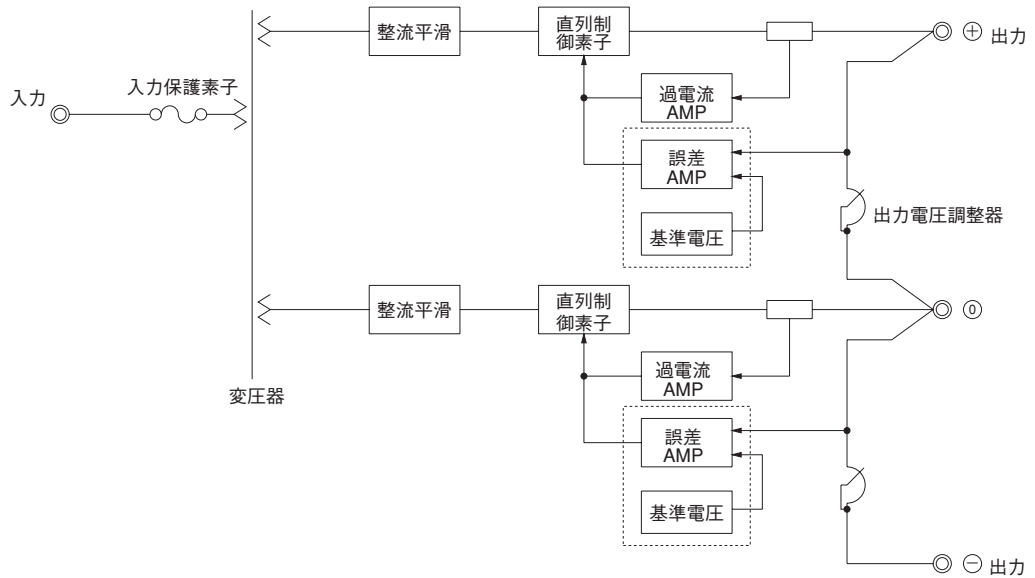 整流平滑
直列制
御素子
⊕ 出力
入力
入力保護素子
過電流
AMP
誤差
AMP
基準電圧
出力電圧調整器
整流平滑
直列制
御素子
⓪
過電流
AMP
変圧器
誤差
AMP
基準電圧
⊖ 出力